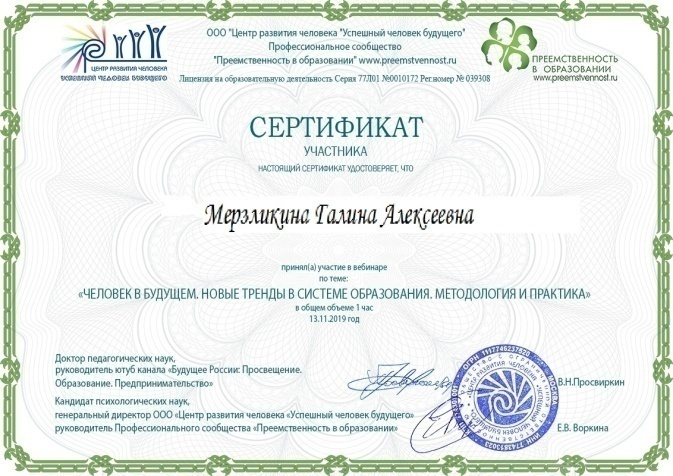 ООО "Центр развития человека "Успешный человек будущего"
Профессиональное сообщество
"Преемственность в образовании" www.preemstvennost.ru
Лицензия на образовательную деятельность Серия 77Л01 №0010172 Рег.номер № 039308
ЦЕНТР РАЗВИТИЯ ЧЕЛОВЕКА
УСПЕШНЫЙ ЧЕЛОВЕК БУДУЩЕГО
ПРЕЕМСТВЕННОСТЬ
В ОБРАЗОВАНИИ
www.preemstvennost.ru
СЕРТИФИКАТ
УЧАСТНИКА
НАСТОЯЩИЙ СЕРТИФИКАТ УДОСТОВЕРЯЕТ, ЧТО
Мерзликина Галина Алексеевна
принял(а) участие в вебинаре
по теме:
«ЧЕЛОВЕК В БУДУЩЕМ. НОВЫЕ ТРЕНДЫ В СИСТЕМЕ ОБРАЗОВАНИЯ. МЕТОДОЛОГИЯ И ПРАКТИКА»
в общем объеме 1 час
13.11.2019 год
Доктор педагогических наук,
руководитель ютуб канала «Будущее России: Просвещение.
Образование. Предпринимательство»
В.Н.Просвиркин
Кандидат психологических наук,
генеральный директор ООО «Центр развития человека «Успешный человек будущего»
руководитель Профессионального сообщества «Преемственность в образовании»
Е.В. Воркина